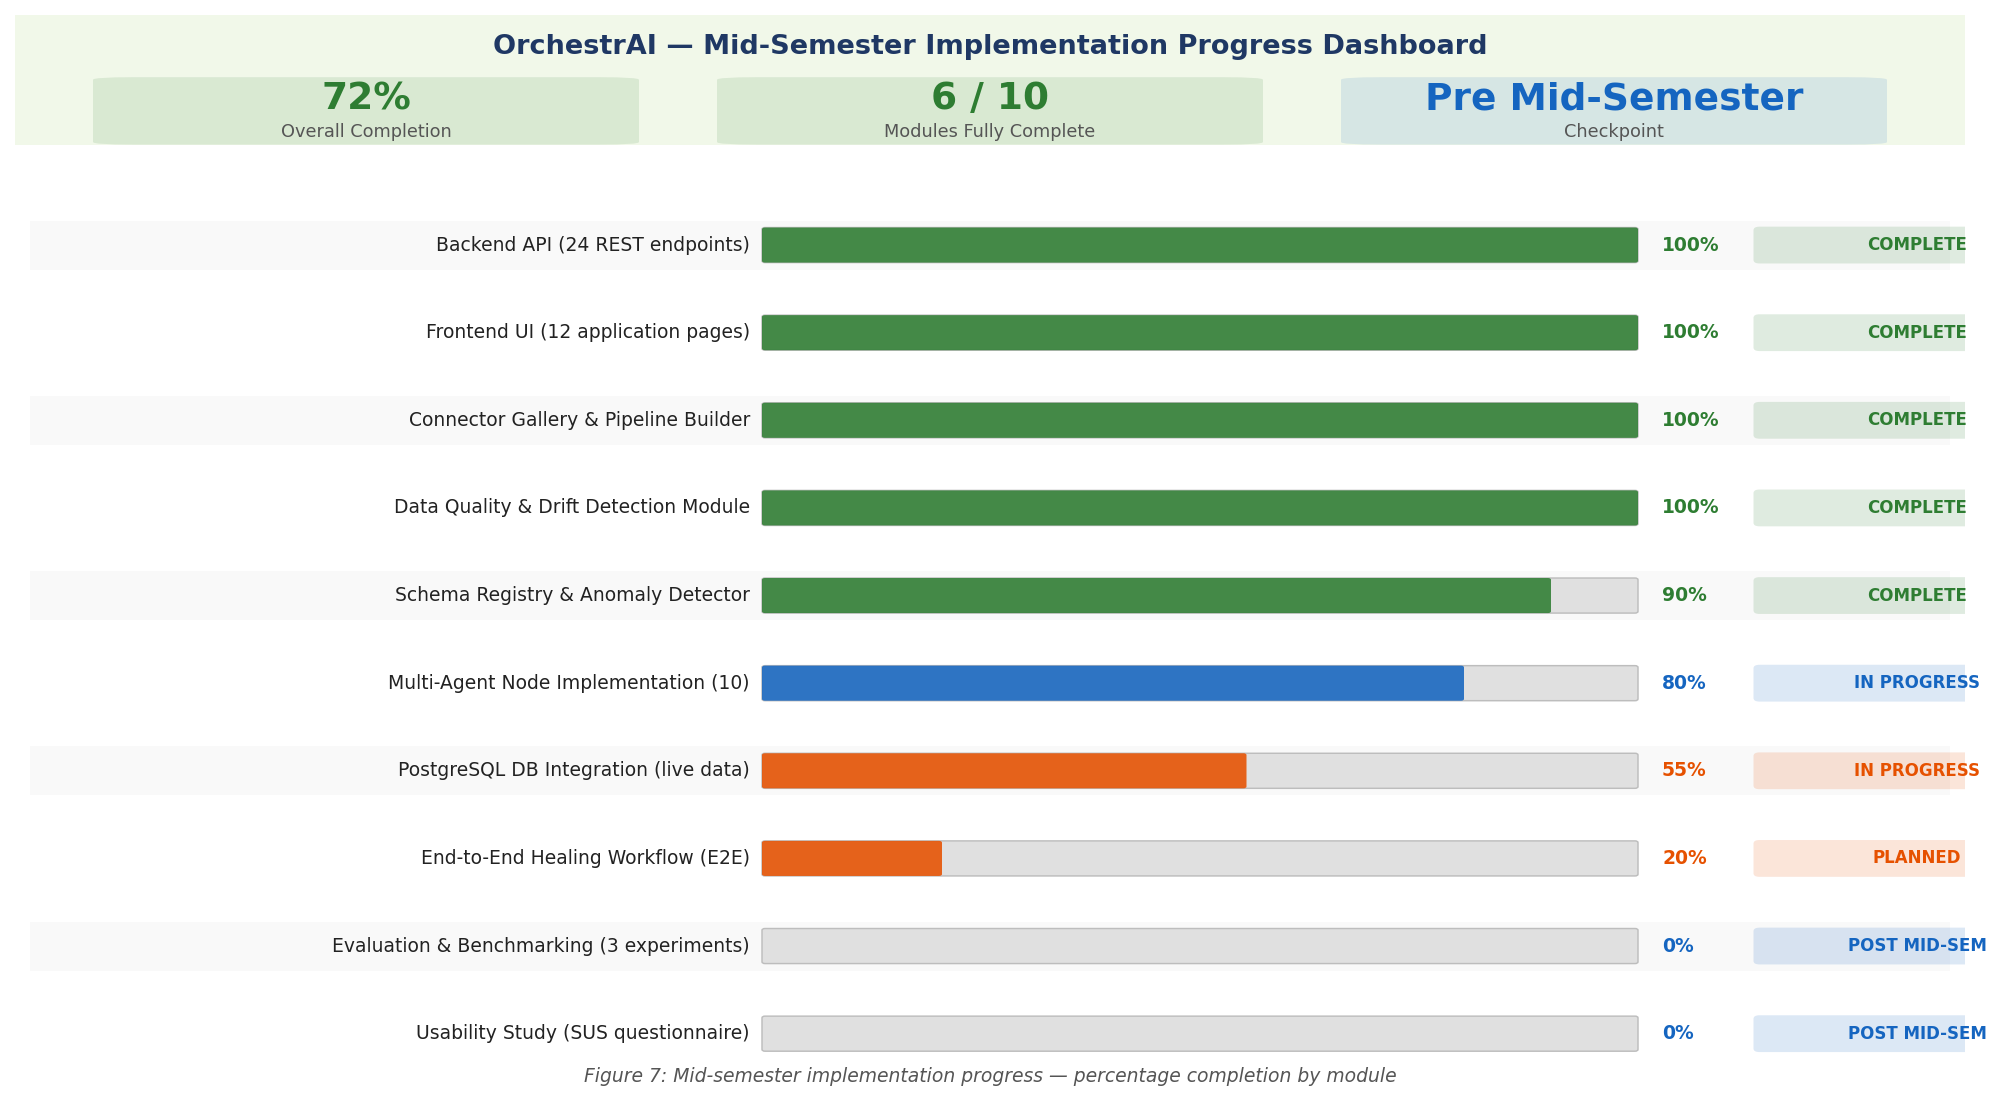 OrchestrAI — Mid-Semester Implementation Progress Dashboard
72%
Overall Completion
6 / 10
Modules Fully Complete
Pre Mid-Semester
Checkpoint
Backend API (24 REST endpoints) 100% COMPLETE
Frontend UI (12 application pages) 100% COMPLETE
Connector Gallery & Pipeline Builder 100% COMPLETE
Data Quality & Drift Detection Module 100% COMPLETE
Schema Registry & Anomaly Detector 90% COMPLETE
Multi-Agent Node Implementation (10) 80% IN PROGRESS
PostgreSQL DB Integration (live data) 55% IN PROGRESS
End-to-End Healing Workflow (E2E) 20% PLANNED
Evaluation & Benchmarking (3 experiments) 0% POST MID-SEM
Usability Study (SUS questionnaire) 0% POST MID-SEM
Figure 7: Mid-semester implementation progress — percentage completion by module